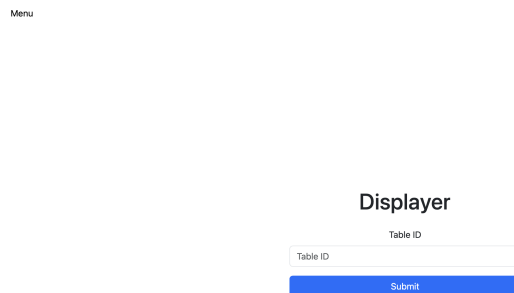 Menu
Displayer
Table ID
Table ID
Submit